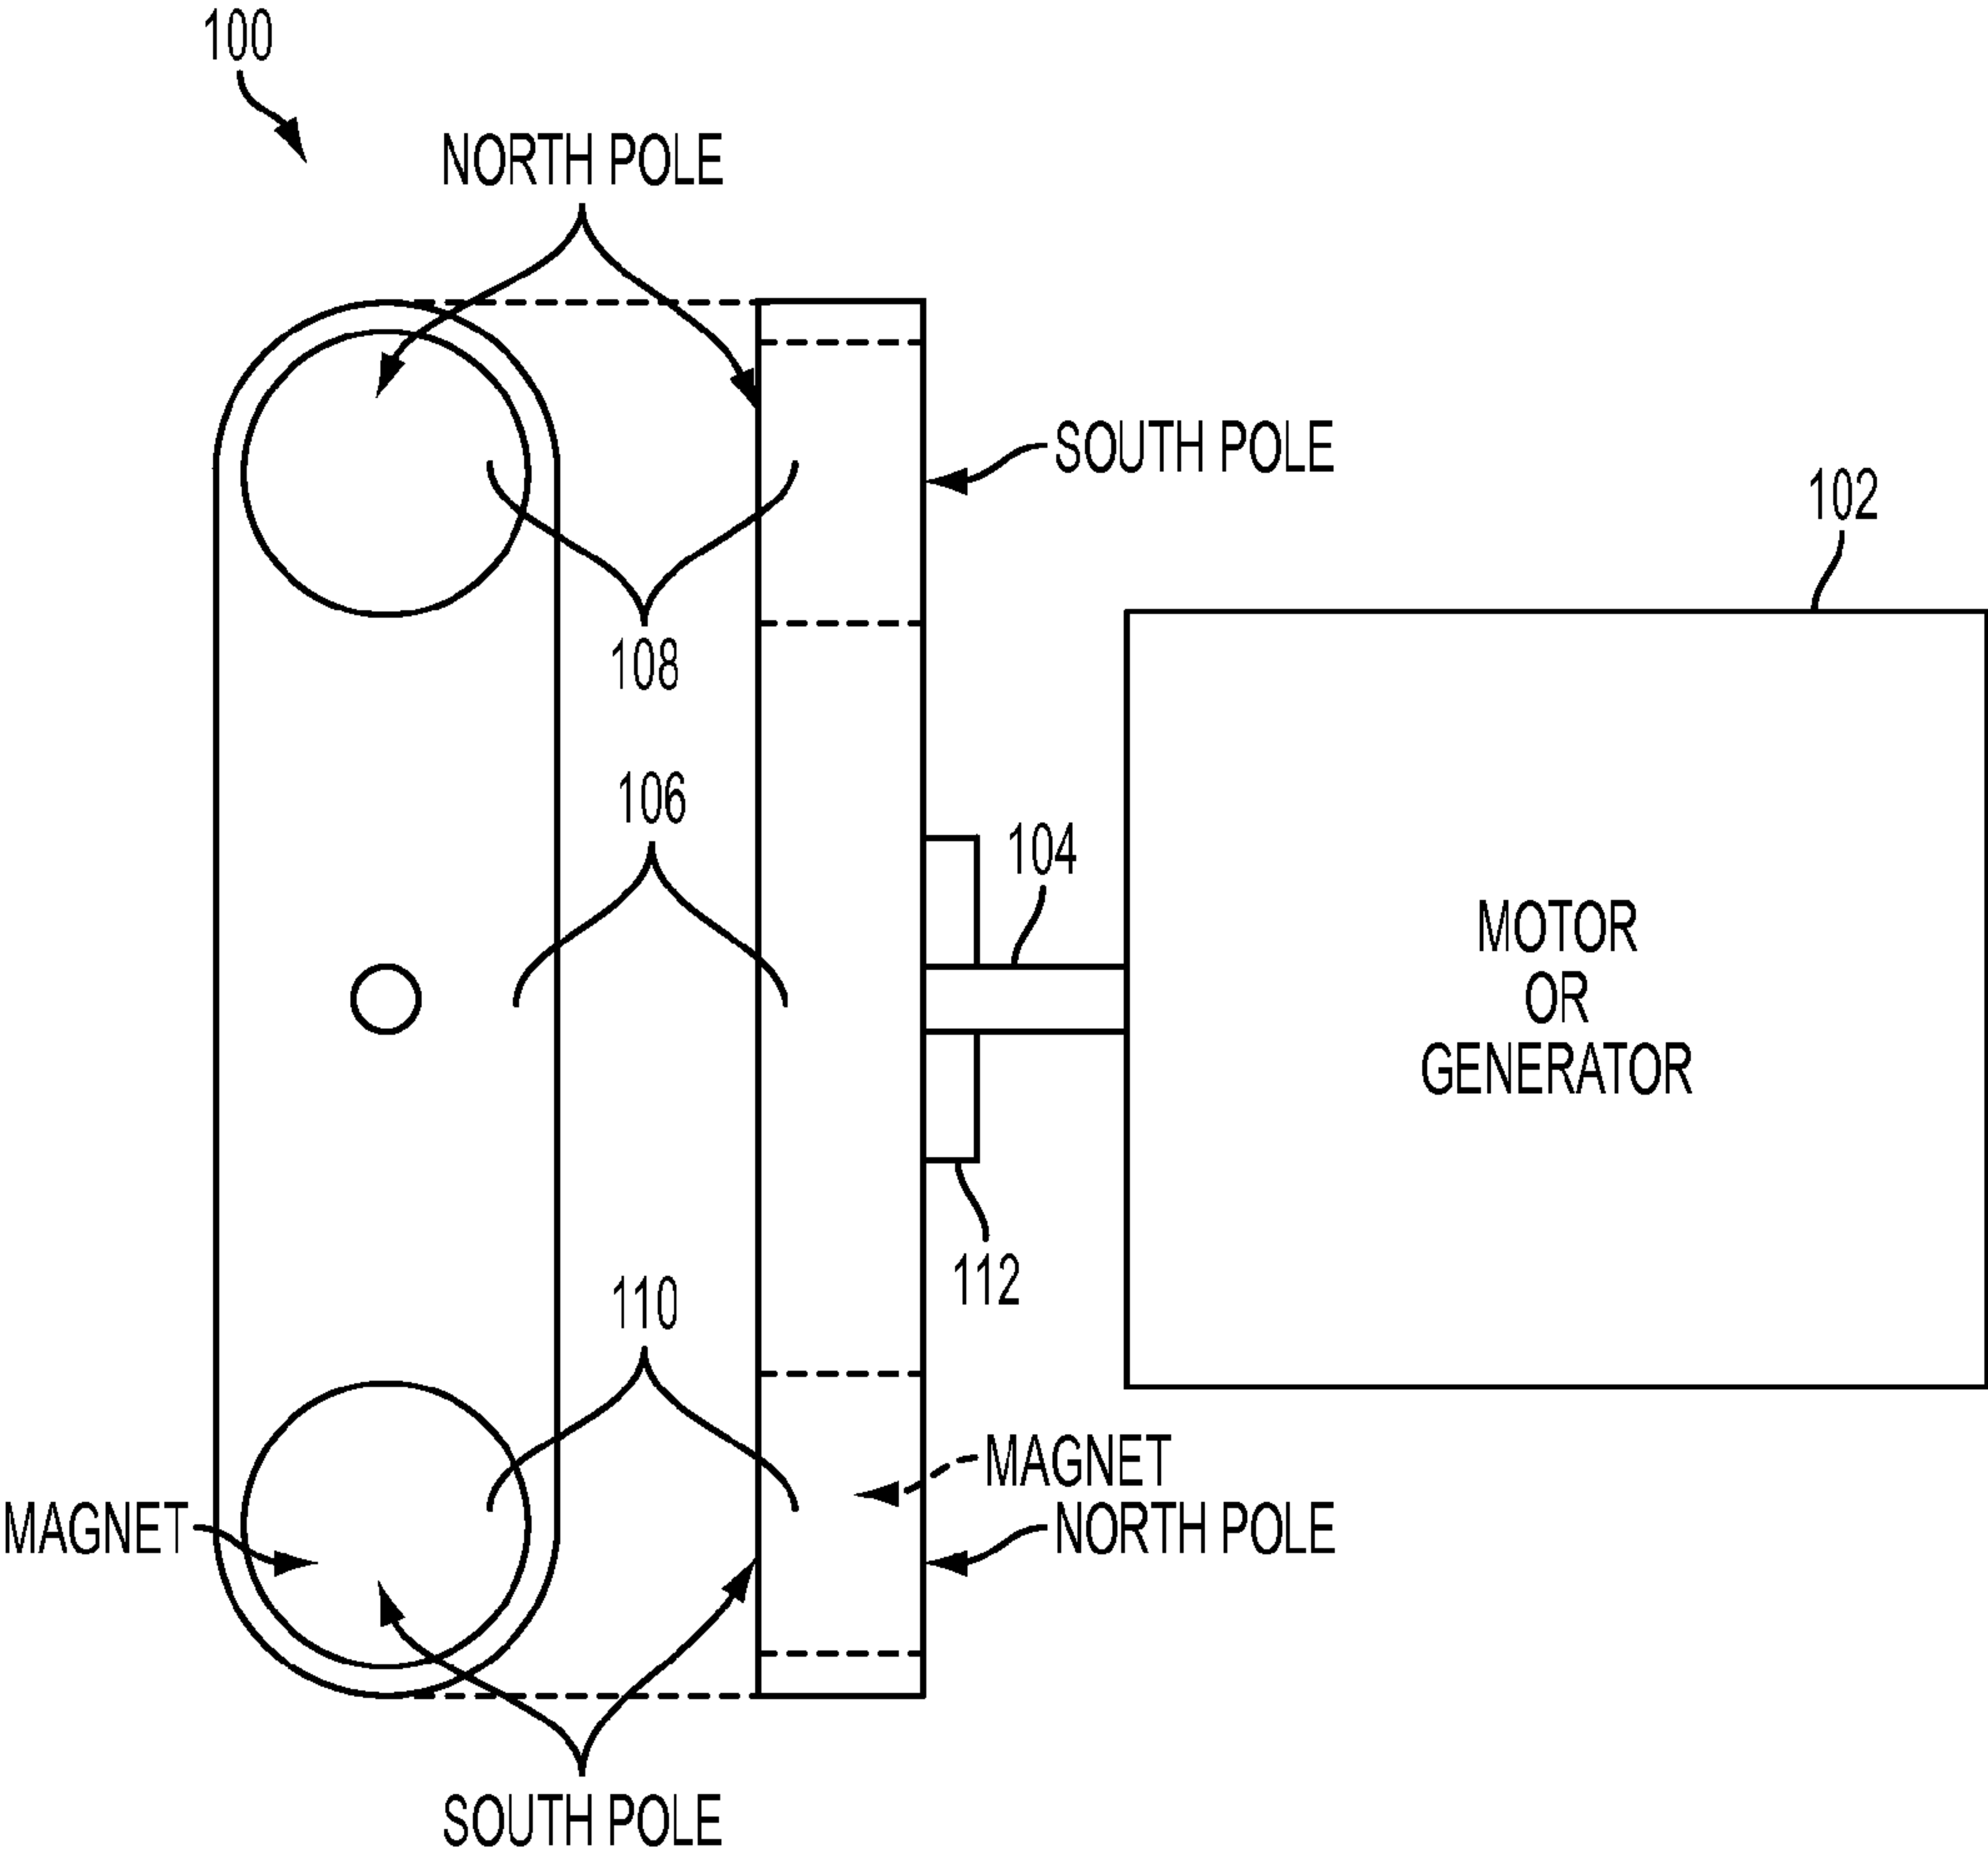 100
NORTH POLE
SOUTH POLE
102
108
106
104
MOTOR
OR
GENERATOR
112
110
MAGNET
MAGNET
NORTH POLE
SOUTH POLE